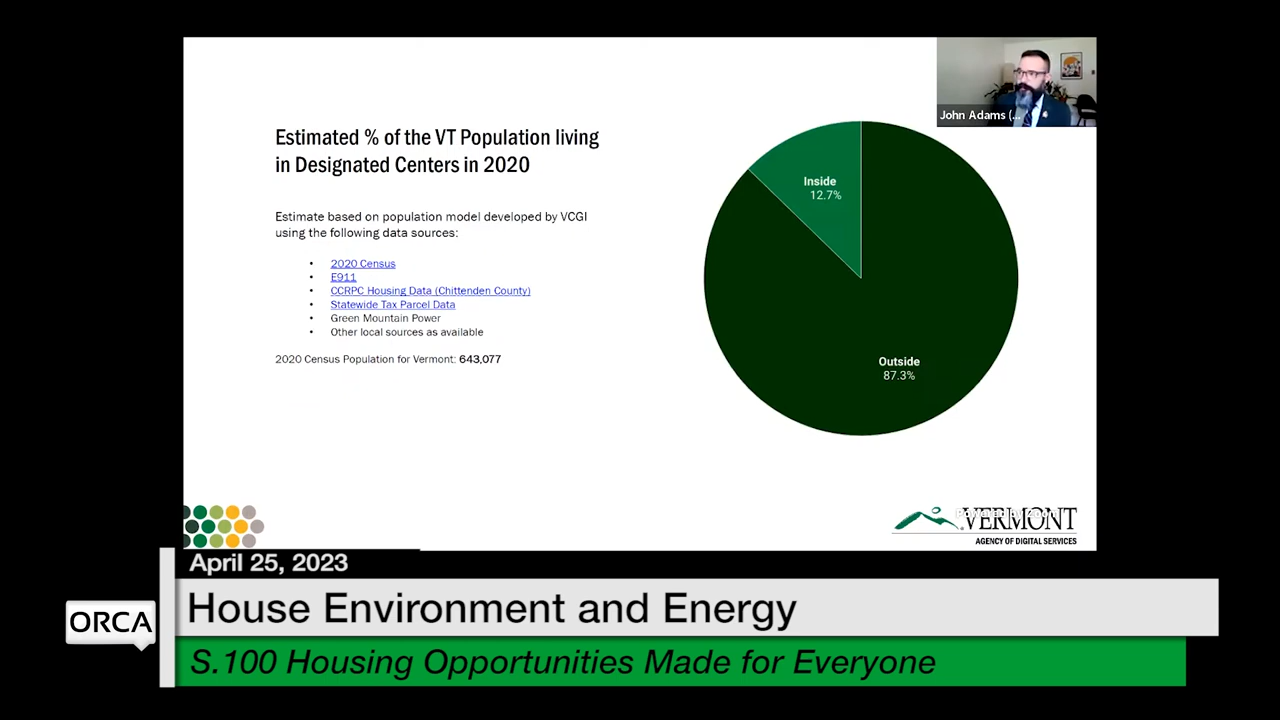 John Adams (...
Estimated % of the VT Population living
in Designated Centers in 2020
Estimate based on population model developed by VCGI
using the following data sources:
• 2020 Census
• E911
• CCRPC Housing Data (Chittenden County)
• Statewide Tax Parcel Data
• Green Mountain Power
• Other local sources as available
2020 Census Population for Vermont: 643,077
Inside
12.7%
Outside
87.3%
VERMONT
AGENCY OF DIGITAL SERVICES
April 25, 2023
ORCA
House Environment and Energy
S.100 Housing Opportunities Made for Everyone